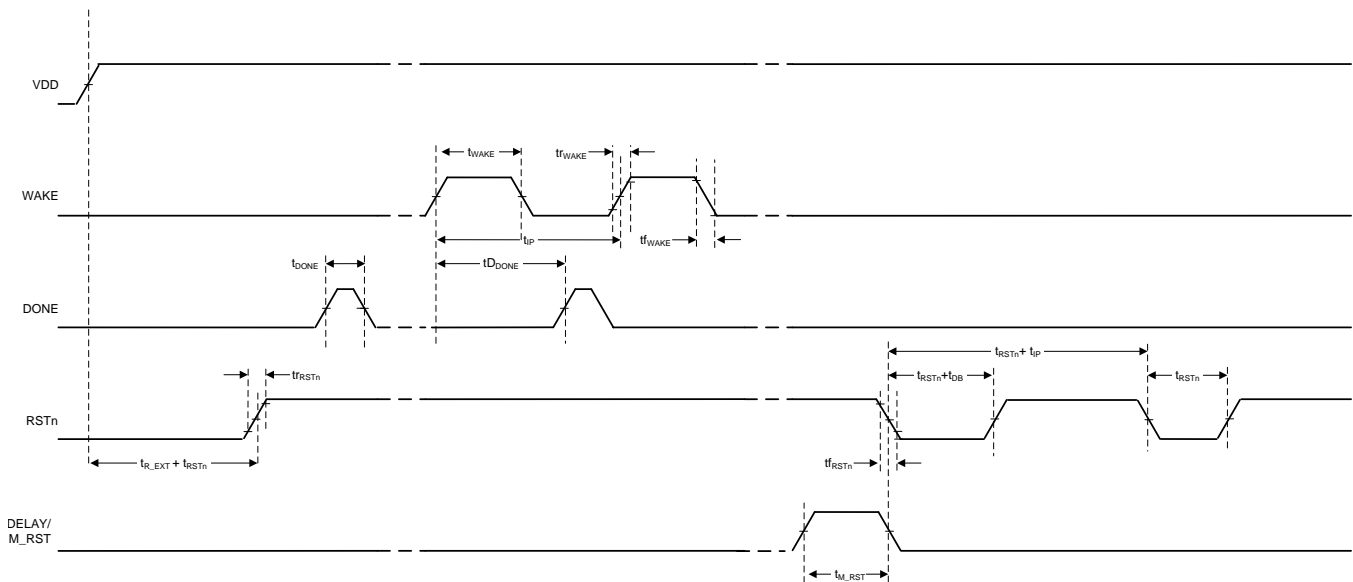 VDD
tWAKE
trWAKE
WAKE
tIP
tfWAKE
tDONE
tDDONE
DONE
tRSTn+ tIP
trRSTn
tRSTn+tDB
tRSTn
RSTn
tR_EXT + tRSTn
tfRSTn
DELAY/
M_RST
tM_RST